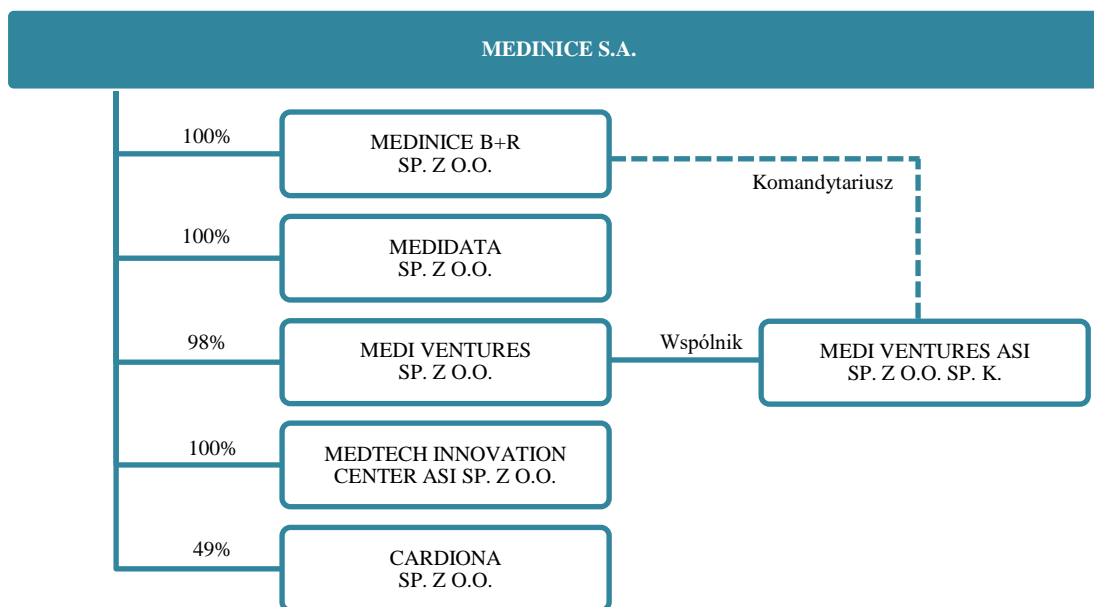 MEDINICE S.A.
100%
MEDINICE B+R
SP. Z O.O.
Komandytariusz
100%
MEDIDATA
SP. Z O.O.
98%
MEDI VENTURES
SP. Z O.O.
Wspólnik
MEDI VENTURES ASI
SP. Z O.O. SP. K.
100%
MEDTECH INNOVATION
CENTER ASI SP. Z O.O.
49%
CARDIONA
SP. Z O.O.